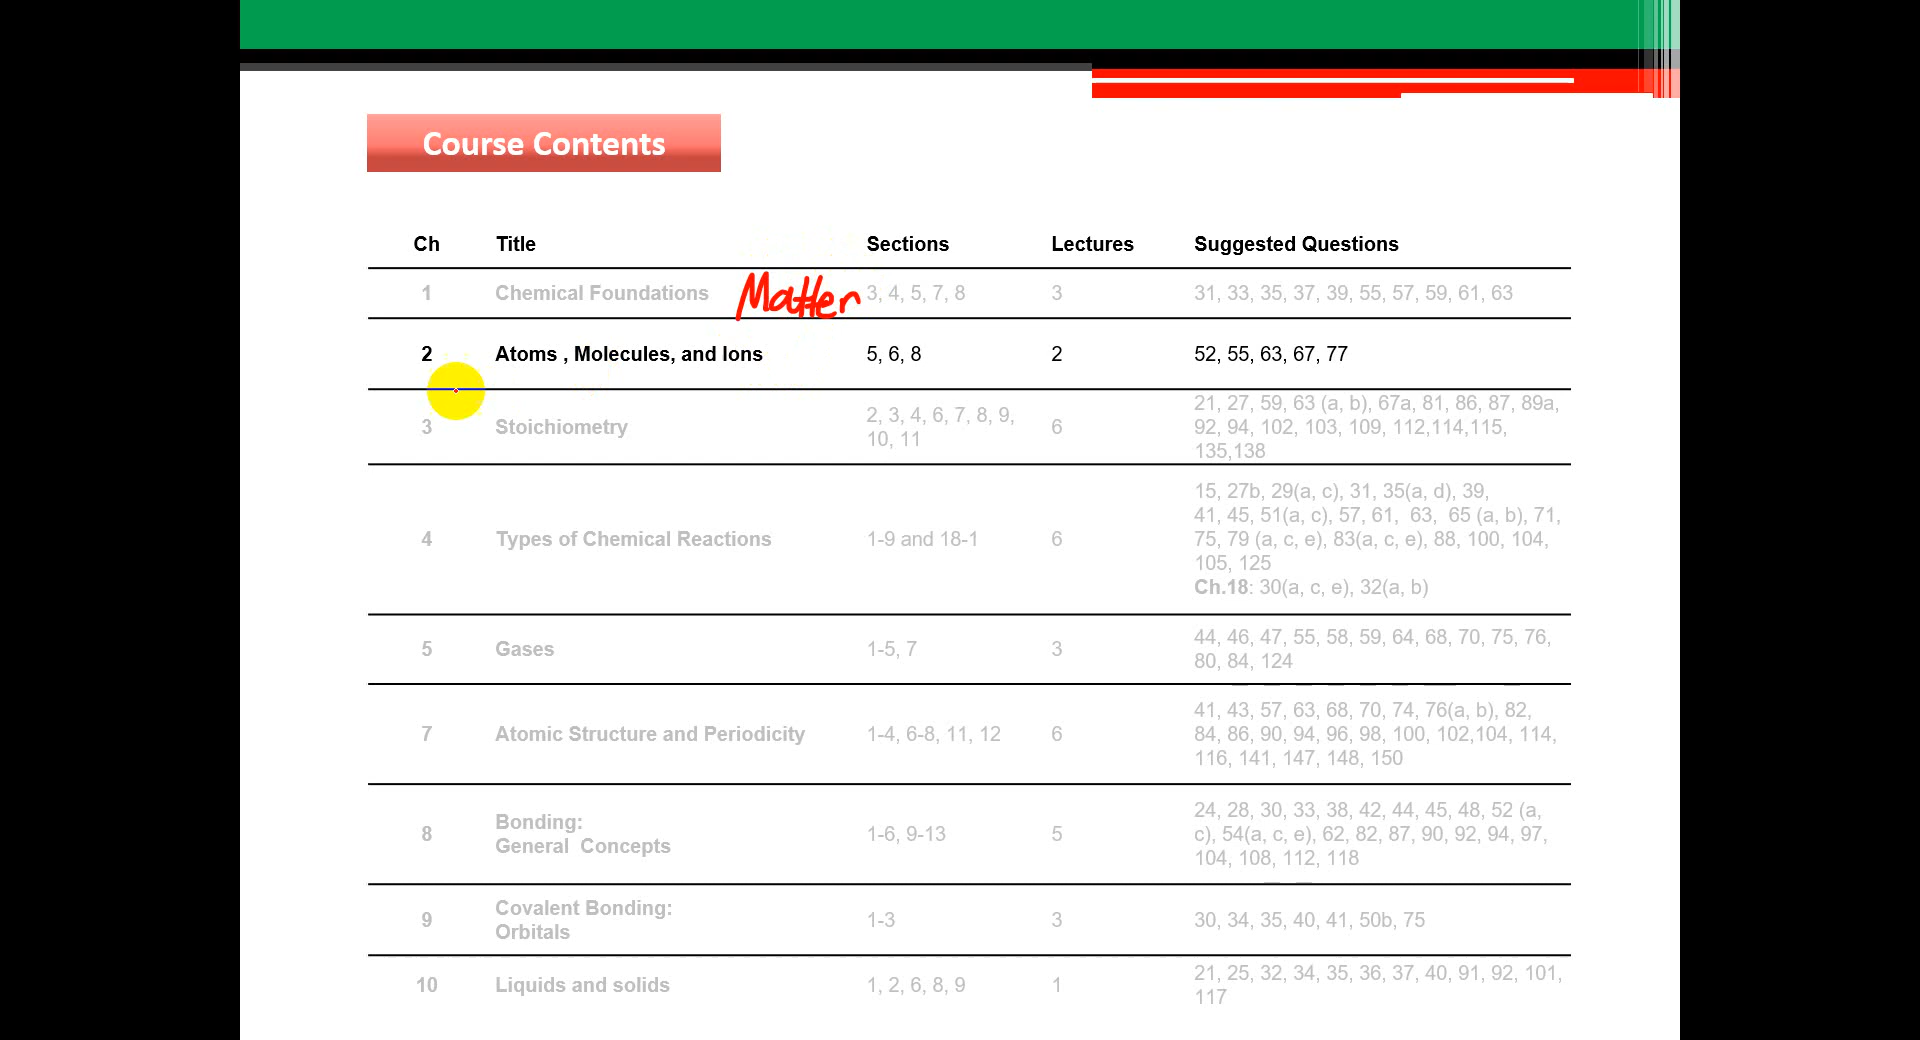 Course Contents
Ch Title Sections Lectures Suggested Questions
1 Chemical Foundations Matter 3, 4, 5, 7, 8 3 31, 33, 35, 37, 39, 55, 57, 59, 61, 63
2 Atoms , Molecules, and Ions 5, 6, 8 2 52, 55, 63, 67, 77
3 Stoichiometry 2, 3, 4, 6, 7, 8, 9, 10, 11 6 21, 27, 59, 63 (a, b), 67a, 81, 86, 87, 89a,
92, 94, 102, 103, 109, 112,114,115,
135,138
4 Types of Chemical Reactions 1-9 and 18-1 6 15, 27b, 29(a, c), 31, 35(a, d), 39,
41, 45, 51(a, c), 57, 61, 63, 65 (a, b), 71,
75, 79 (a, c, e), 83(a, c, e), 88, 100, 104,
105, 125
Ch.18: 30(a, c, e), 32(a, b)
5 Gases 1-5, 7 3 44, 46, 47, 55, 58, 59, 64, 68, 70, 75, 76,
80, 84, 124
7 Atomic Structure and Periodicity 1-4, 6-8, 11, 12 6 41, 43, 57, 63, 68, 70, 74, 76(a, b), 82,
84, 86, 90, 94, 96, 98, 100, 102,104, 114,
116, 141, 147, 148, 150
8 Bonding:
General Concepts 1-6, 9-13 5 24, 28, 30, 33, 38, 42, 44, 45, 48, 52 (a,
c), 54(a, c, e), 62, 82, 87, 90, 92, 94, 97,
104, 108, 112, 118
9 Covalent Bonding:
Orbitals 1-3 3 30, 34, 35, 40, 41, 50b, 75
10 Liquids and solids 1, 2, 6, 8, 9 1 21, 25, 32, 34, 35, 36, 37, 40, 91, 92, 101,
117